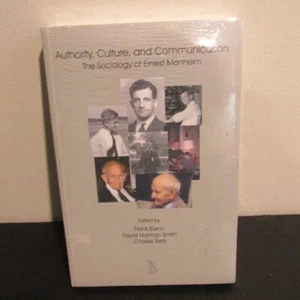 Authority, Culture, and Communication
The Sociology of Ernest Manheim
Edited by
Frank Baron
David Norman Smith
Charles Reitz